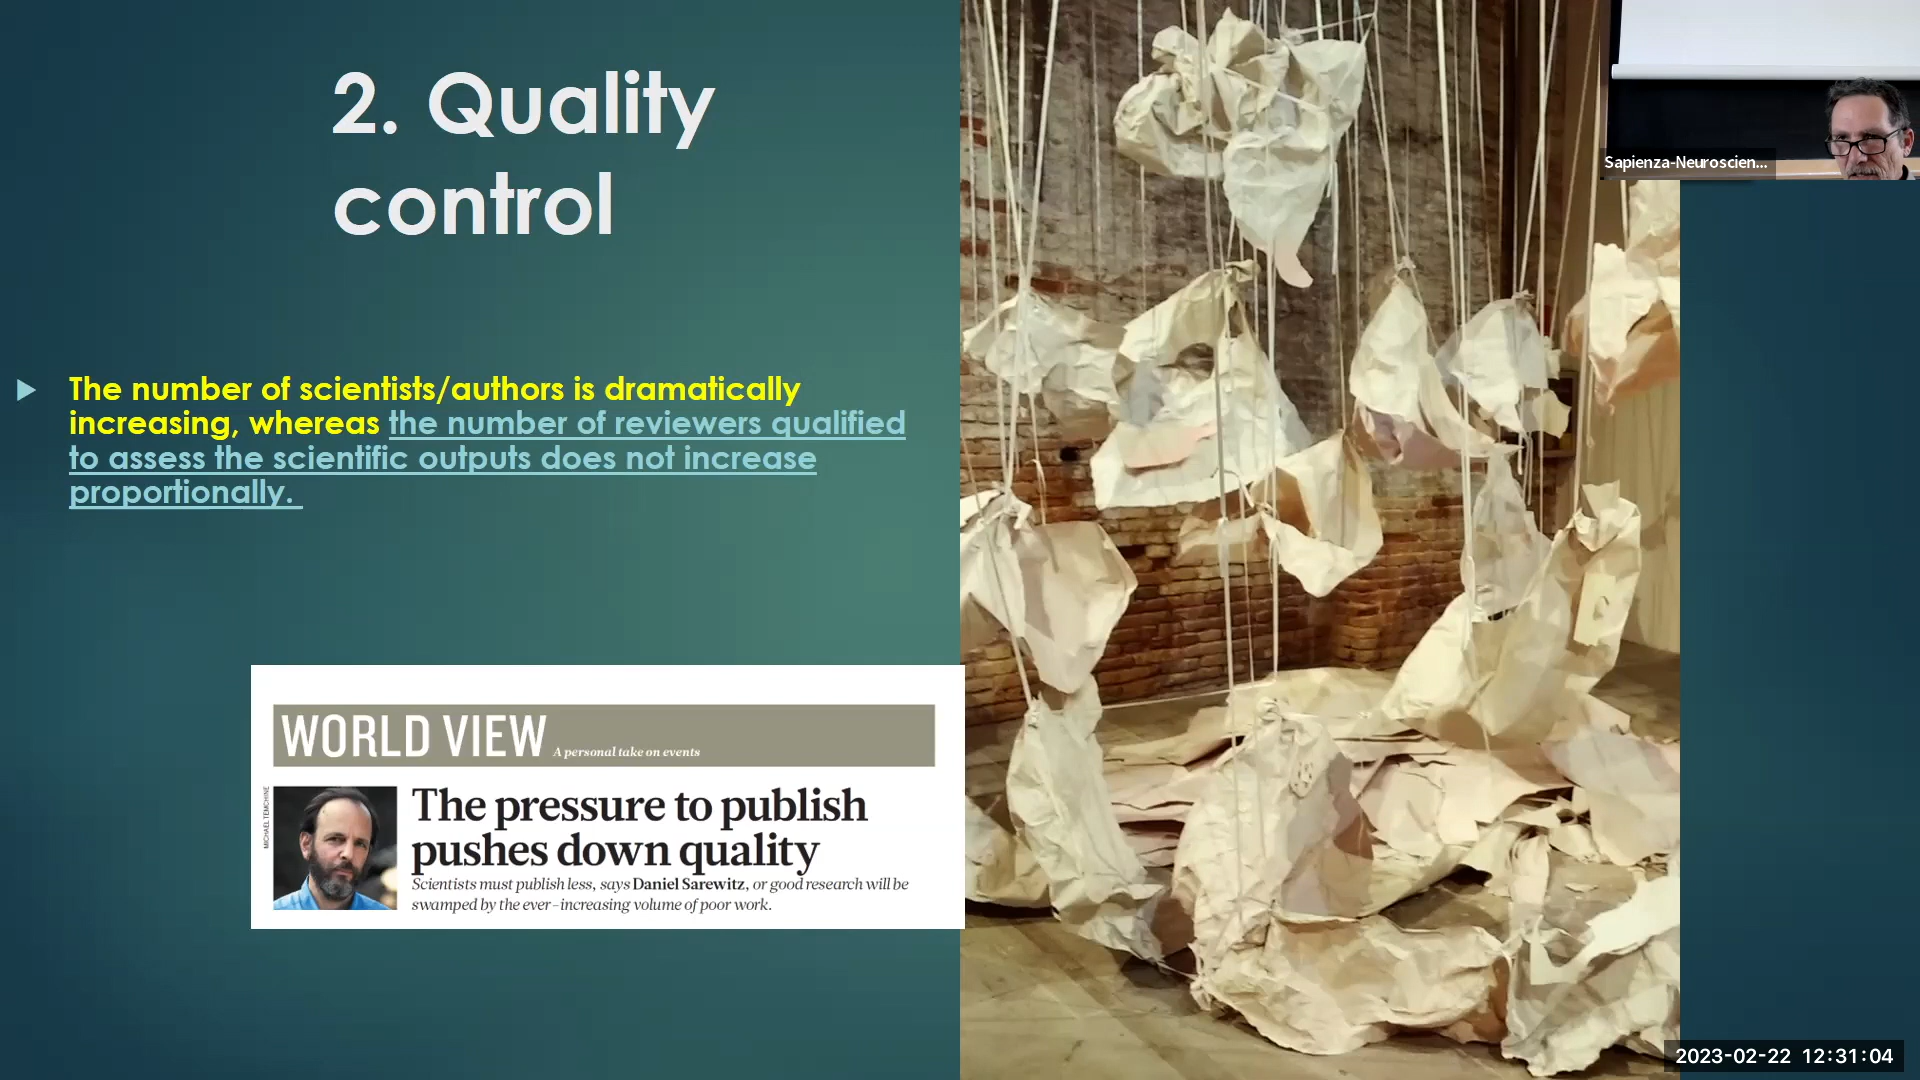 2. Quality
control
Sapienza-Neuroscien...
The number of scientists/authors is dramatically
increasing, whereas the number of reviewers qualified
to assess the scientific outputs does not increase
proportionally.
WORLD VIEW A personal take on events
MICHAEL TEMCHINE
The pressure to publish
pushes down quality
Scientists must publish less, says Daniel Sarewitz, or good research will be
swamped by the ever-increasing volume of poor work.
2023-02-22 12:31:04